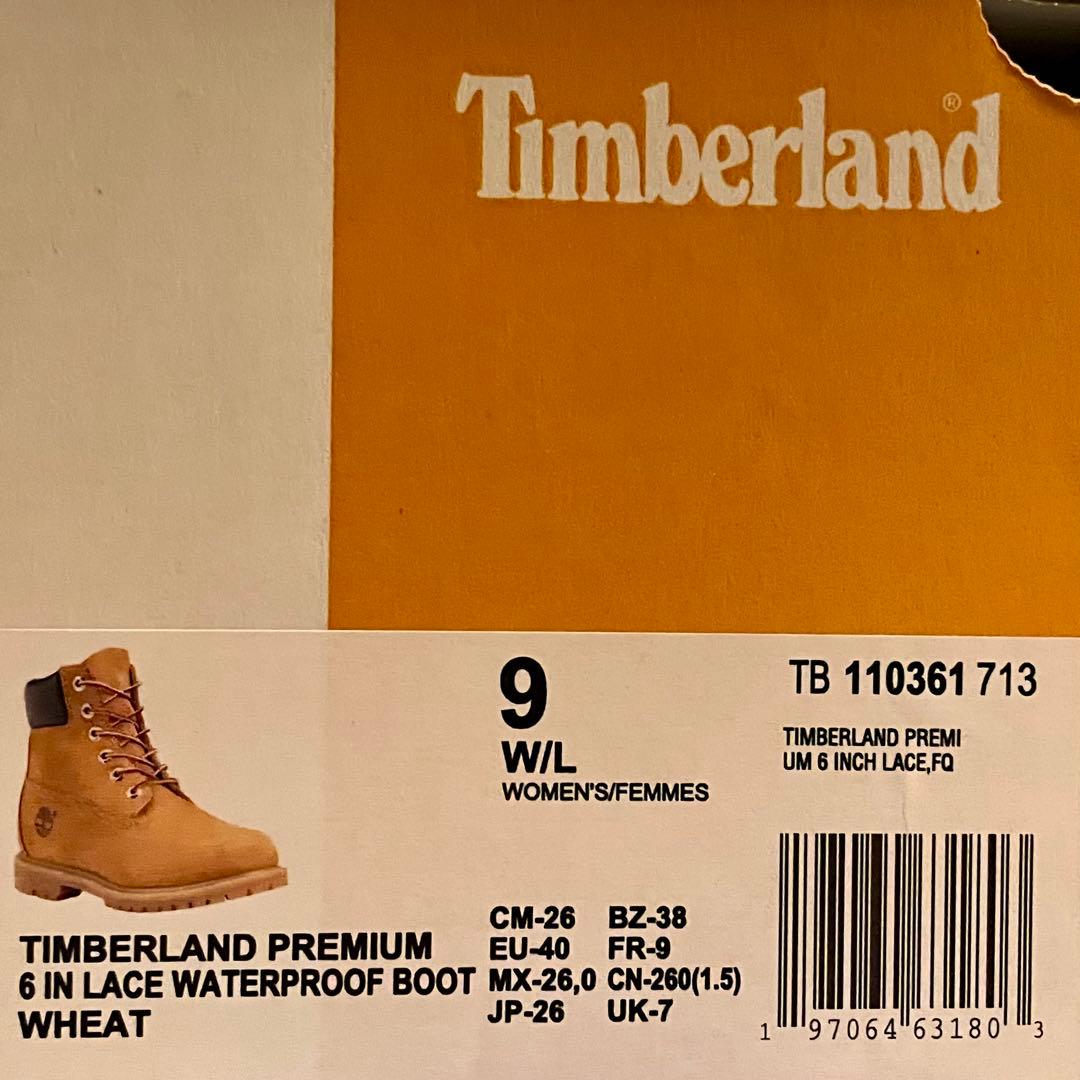 Timberland®
9
W/L
WOMEN'S/FEMMES
TB 110361 713
TIMBERLAND PREMI
UM 6 INCH LACE,FQ
TIMBERLAND PREMIUM
6 IN LACE WATERPROOF BOOT
WHEAT
CM-26 BZ-38
EU-40 FR-9
MX-26,0 CN-260(1.5)
JP-26 UK-7
1 97064 63180 3